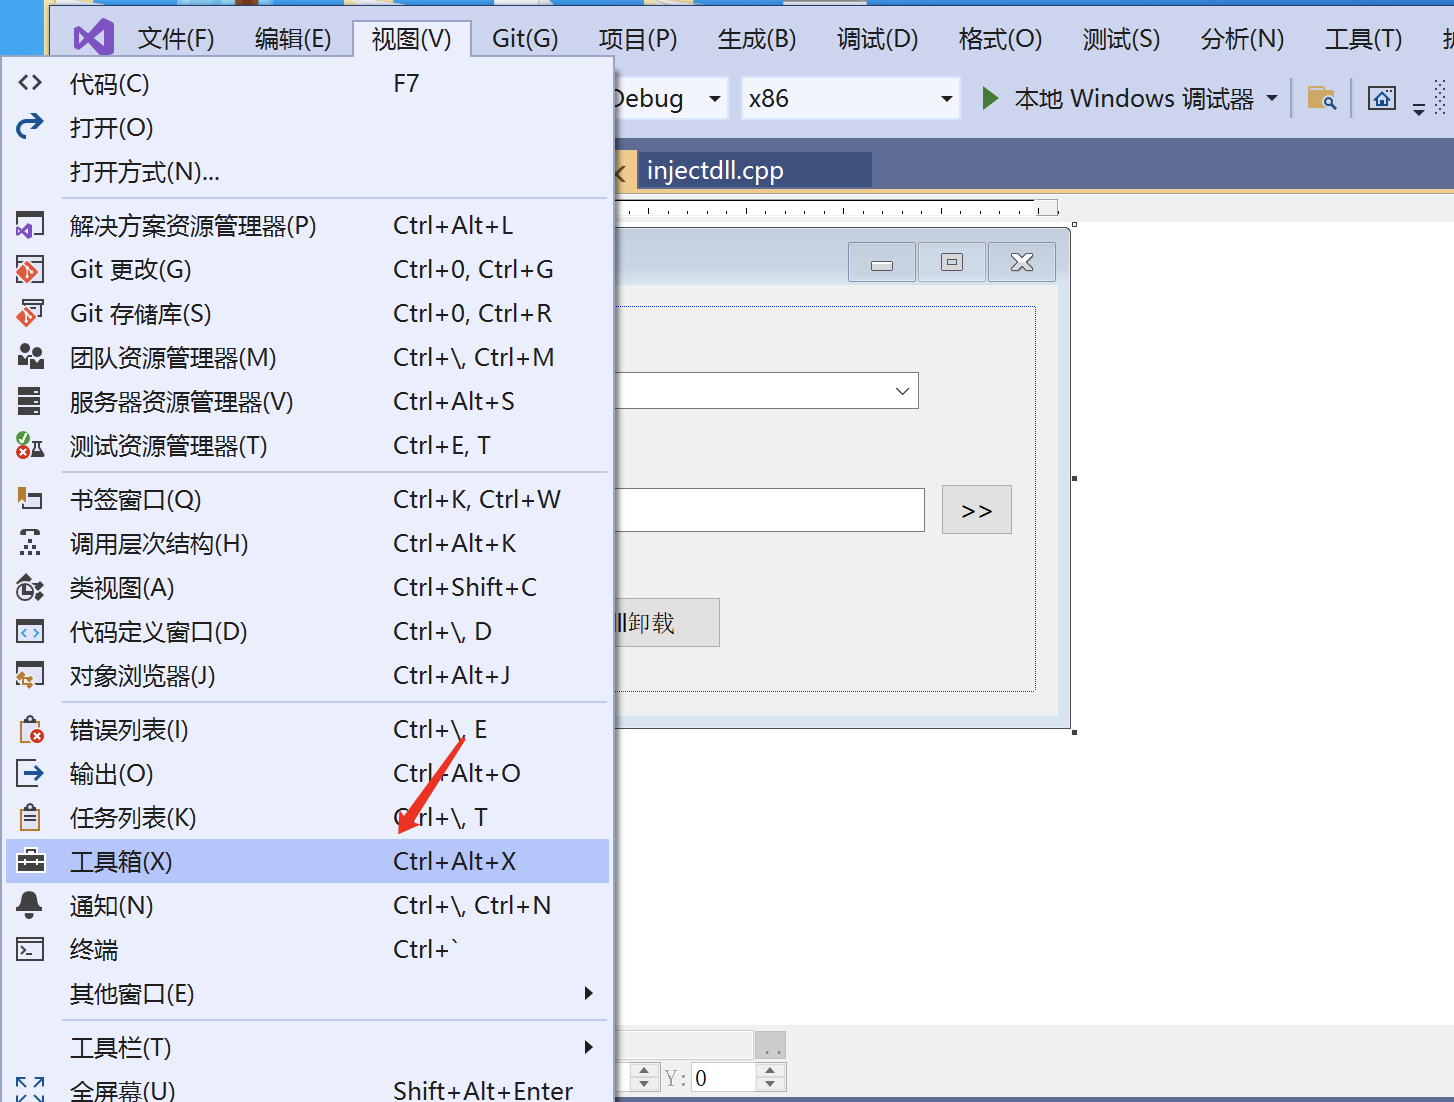 文件(F) 编辑(E) 视图(V) Git(G) 项目(P) 生成(B) 调试(D) 格式(O) 测试(S) 分析(N) 工具(T)
Debug x86 本地 Windows 调试器
injectdll.cpp
代码(C) F7
打开(O)
打开方式(N)...
解决方案资源管理器(P) Ctrl+Alt+L
Git 更改(G) Ctrl+0, Ctrl+G
Git 存储库(S) Ctrl+0, Ctrl+R
团队资源管理器(M) Ctrl+\, Ctrl+M
服务器资源管理器(V) Ctrl+Alt+S
测试资源管理器(T) Ctrl+E, T
书签窗口(Q) Ctrl+K, Ctrl+W
调用层次结构(H) Ctrl+Alt+K
类视图(A) Ctrl+Shift+C
代码定义窗口(D) Ctrl+\, D
对象浏览器(J) Ctrl+Alt+J
错误列表(I) Ctrl+\, E
输出(O) Ctrl+Alt+O
任务列表(K) Ctrl+\, T
工具箱(X) Ctrl+Alt+X
通知(N) Ctrl+\, Ctrl+N
终端 Ctrl+`
其他窗口(E)
工具栏(T)
全屏幕(U) Shift+Alt+Enter
>>
ll卸载
..
Y: 0